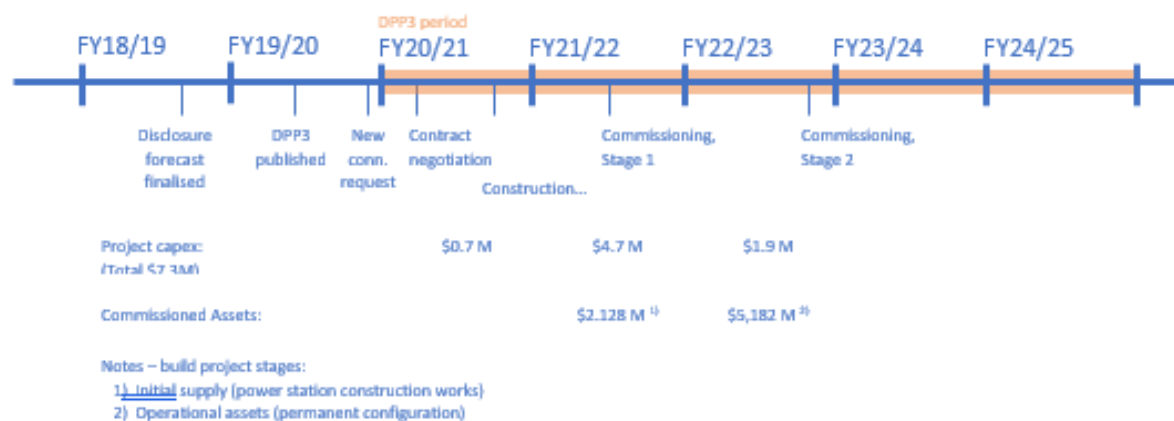 DPP3 period
FY18/19 FY19/20 FY20/21 FY21/22 FY22/23 FY23/24 FY24/25
Disclosure forecast finalised
DPP3 published
New conn. request
Contract negotiation
Construction...
Commissioning, Stage 1
Commissioning, Stage 2
Project capex: $0.7 M $4.7 M $1.9 M
(Total $7.3M)
Commissioned Assets: $2.128 M 1) $5,182 M 2)
Notes – build project stages:
1) Initial supply (power station construction works)
2) Operational assets (permanent configuration)